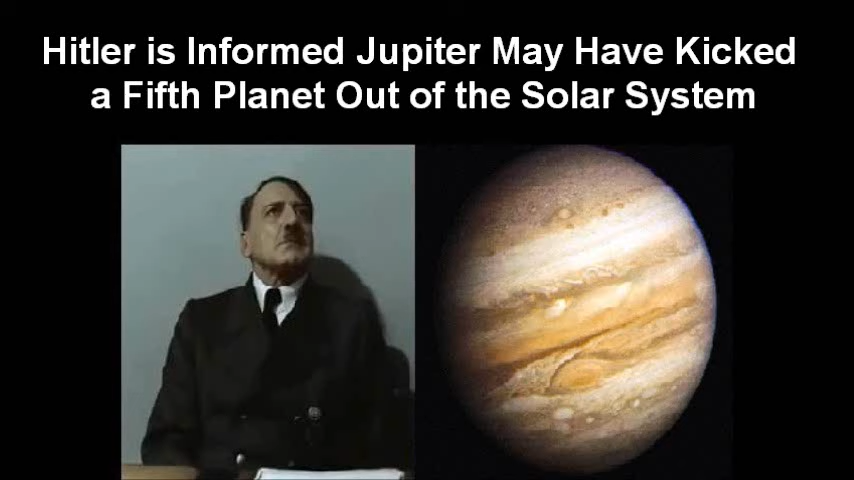 Hitler is Informed Jupiter May Have Kicked
a Fifth Planet Out of the Solar System